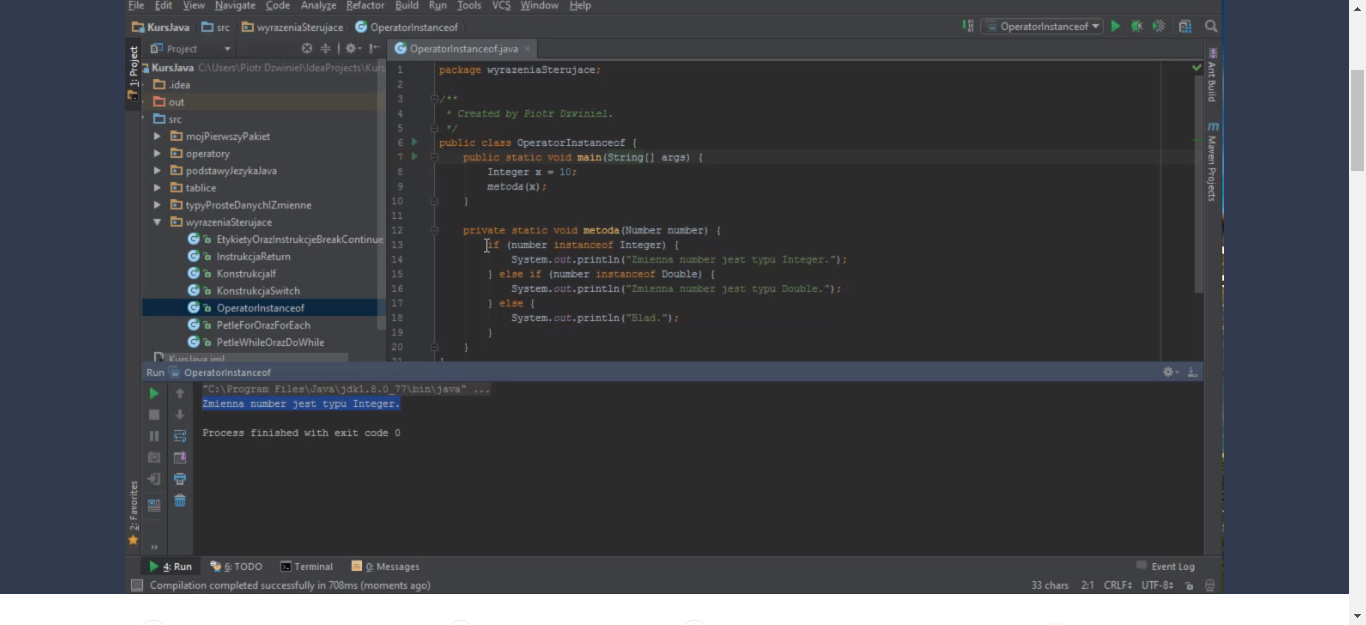 File Edit View Navigate Code Analyze Refactor Build Run Tools VCS Window Help
KursJava src wyrazeniaSterujace OperatorInstanceof
OperatorInstanceof
1: Project
Project
OperatorInstanceof.java
KursJava C:\Users\Piotr Dzwiniel\IdeaProjects\Kurs
.idea
out
src
mojPierwszyPakiet
operatory
podstawyJezykaJava
tablice
typyProsteDanychIZmienne
wyrazeniaSterujace
EtykietyOrazInstrukcjeBreakContinue
InstrukcjaReturn
KonstrukcjaIf
KonstrukcjaSwitch
OperatorInstanceof
PetleForOrazForEach
PetleWhileOrazDoWhile
KursJava.iml
1 package wyrazeniaSterujace;
2
3 /**
4 * Created by Piotr Dzwiniel.
5 */
6 public class OperatorInstanceof {
7 public static void main(String[] args) {
8 Integer x = 10;
9 metoda(x);
10 }
11
12 private static void metoda(Number number) {
13 if (number instanceof Integer) {
14 System.out.println("Zmienna number jest typu Integer.");
15 } else if (number instanceof Double) {
16 System.out.println("Zmienna number jest typu Double.");
17 } else {
18 System.out.println("Blad.");
19 }
20 }
21 }
Ant Build
m Maven Projects
Run OperatorInstanceof
"C:\Program Files\Java\jdk1.8.0_77\bin\java" ...
Zmienna number jest typu Integer.
Process finished with exit code 0
2: Favorites
4: Run 6: TODO Terminal 0: Messages
Event Log
Compilation completed successfully in 708ms (moments ago)
33 chars 2:1 CRLF UTF-8